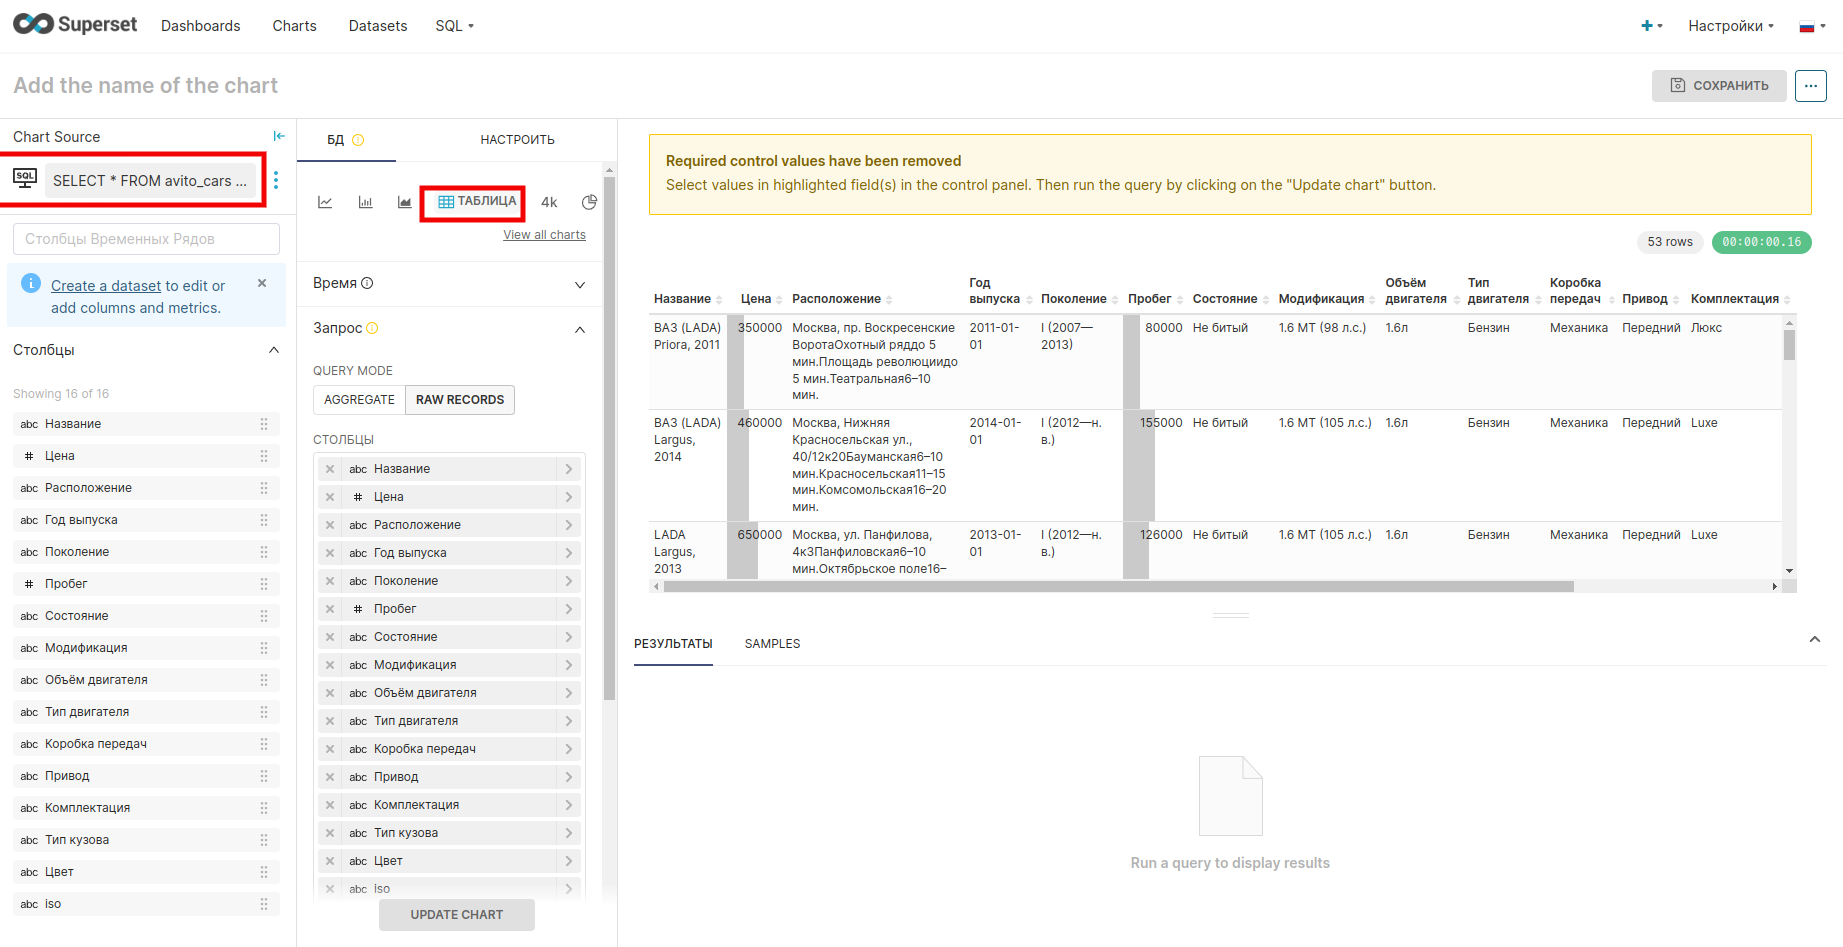 Superset
Dashboards
Charts
Datasets
SQL
Настройки
Add the name of the chart
СОХРАНИТЬ
Chart Source
SQL
SELECT * FROM avito_cars ...
Столбцы Временных Рядов
Create a dataset to edit or
add columns and metrics.
Столбцы
Showing 16 of 16
abc Название
# Цена
abc Расположение
abc Год выпуска
abc Поколение
# Пробег
abc Состояние
abc Модификация
abc Объём двигателя
abc Тип двигателя
abc Коробка передач
abc Привод
abc Комплектация
abc Тип кузова
abc Цвет
abc iso
БД
НАСТРОИТЬ
ТАБЛИЦА
4k
View all charts
Время
Запрос
QUERY MODE
AGGREGATE
RAW RECORDS
СТОЛБЦЫ
abc Название
# Цена
abc Расположение
abc Год выпуска
abc Поколение
# Пробег
abc Состояние
abc Модификация
abc Объём двигателя
abc Тип двигателя
abc Коробка передач
abc Привод
abc Комплектация
abc Тип кузова
abc Цвет
abc iso
UPDATE CHART
Required control values have been removed
Select values in highlighted field(s) in the control panel. Then run the query by clicking on the "Update chart" button.
53 rows
00:00:00.16
Название
Цена
Расположение
Год
выпуска
Поколение
Пробег
Состояние
Модификация
Объём
двигателя
Тип
двигателя
Коробка
передач
Привод
Комплектация
ВАЗ (LADA)
Priora, 2011
350000
Москва, пр. Воскресенские
ВоротаОхотный ряддо 5
мин.Площадь революциидо
5 мин.Театральная6–10
мин.
2011-01-
01
I (2007—
2013)
80000
Не битый
1.6 MT (98 л.с.)
1.6л
Бензин
Механика
Передний
Люкс
ВАЗ (LADA)
Largus,
2014
460000
Москва, Нижняя
Красносельская ул.,
40/12к20Бауманская6–10
мин.Красносельская11–15
мин.Комсомольская16–20
мин.
2014-01-
01
I (2012—н.
в.)
155000
Не битый
1.6 MT (105 л.с.)
1.6л
Бензин
Механика
Передний
Luxe
LADA
Largus,
2013
650000
Москва, ул. Панфилова,
4к3Панфиловская6–10
мин.Октябрьское поле16–
2013-01-
01
I (2012—н.
в.)
126000
Не битый
1.6 MT (105 л.с.)
1.6л
Бензин
Механика
Передний
Luxe
РЕЗУЛЬТАТЫ
SAMPLES
Run a query to display results